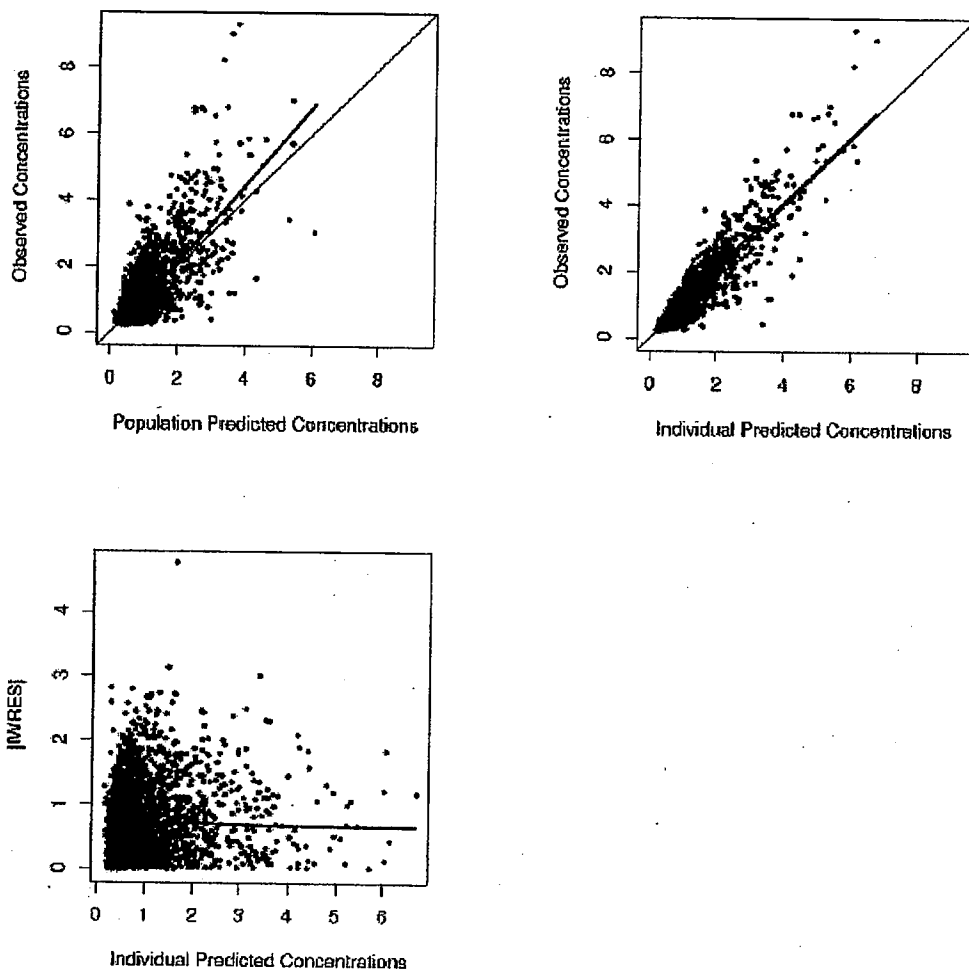 Observed Concentrations
8
6
4
2
0
0 2 4 6 8
Population Predicted Concentrations
Observed Concentrations
8
6
4
2
0
0 2 4 6 8
Individual Predicted Concentrations
|IWRES|
4
3
2
1
0
0 1 2 3 4 5 6
Individual Predicted Concentrations